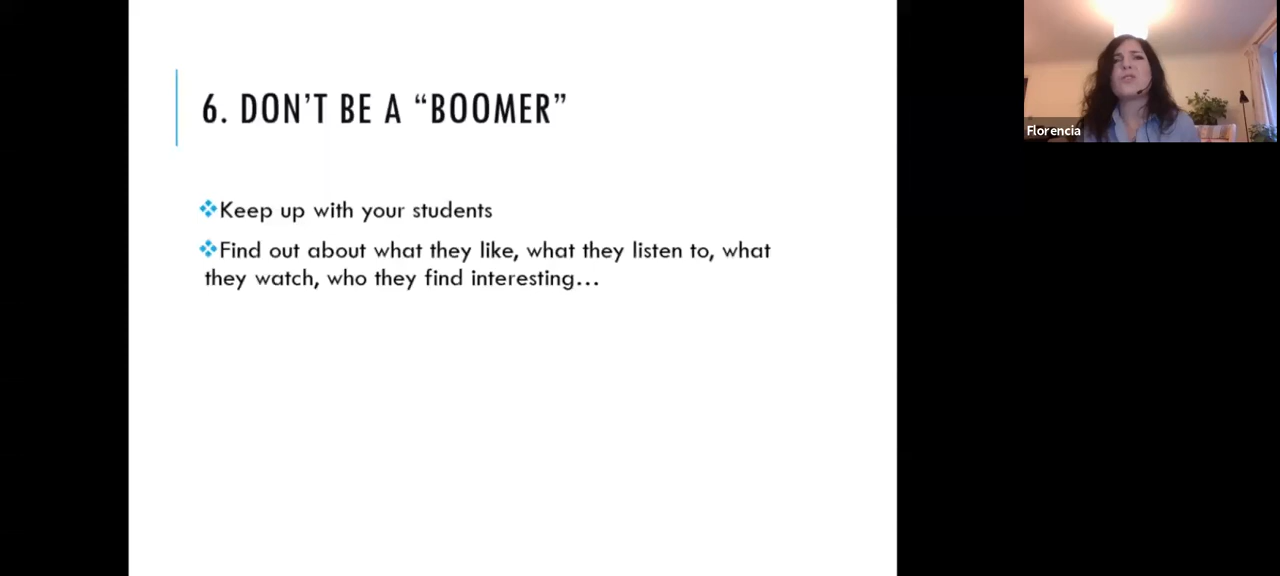 6. DON'T BE A “BOOMER”
Keep up with your students
Find out about what they like, what they listen to, what
they watch, who they find interesting...
Florencia